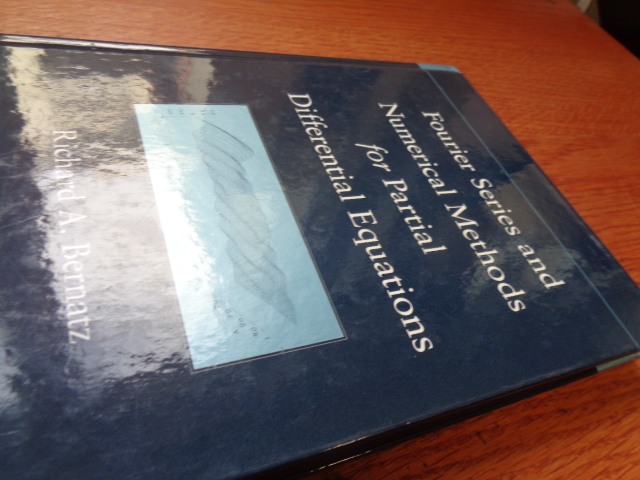 Fourier Series and
Numerical Methods
for Partial
Differential Equations
Richard A. Bernatz